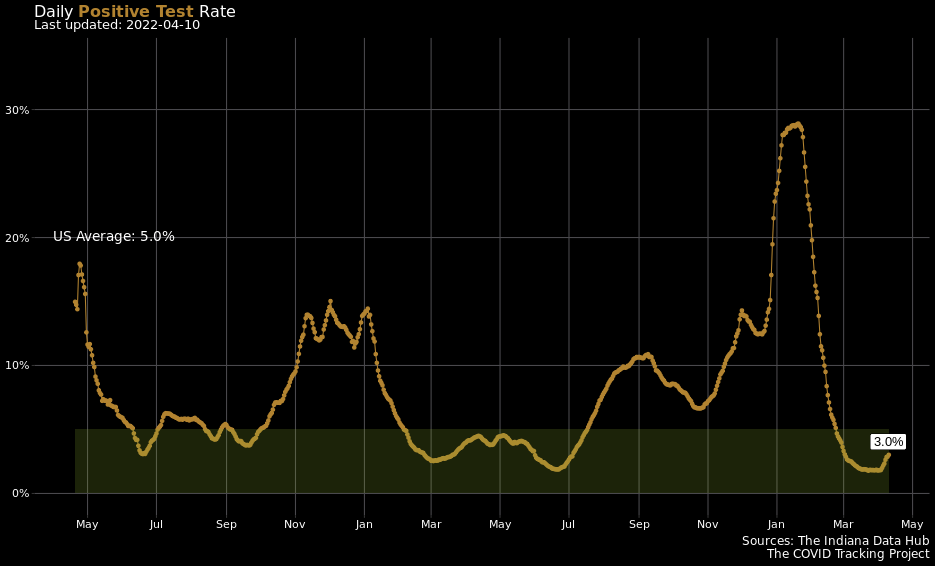 Daily Positive Test Rate
Last updated: 2022-04-10
30%
US Average: 5.0%
20%
10%
3.0%
0%
May Jul Sep Nov Jan Mar May Jul Sep Nov Jan Mar May
Sources: The Indiana Data Hub
The COVID Tracking Project